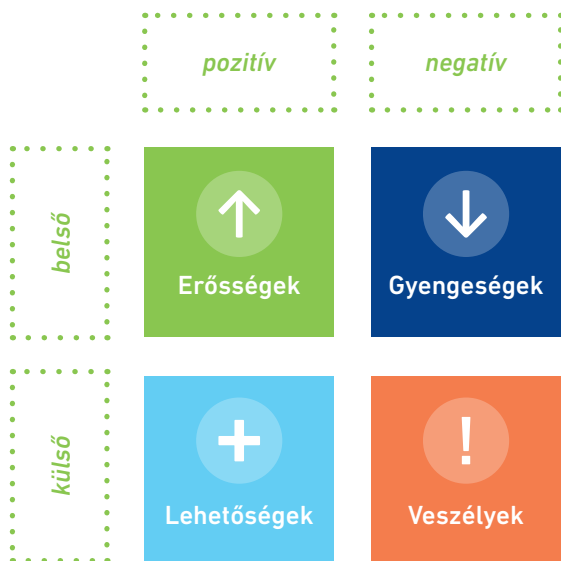 pozitív negatív
belső
Erősségek Gyengeségek
külső
Lehetőségek Veszélyek